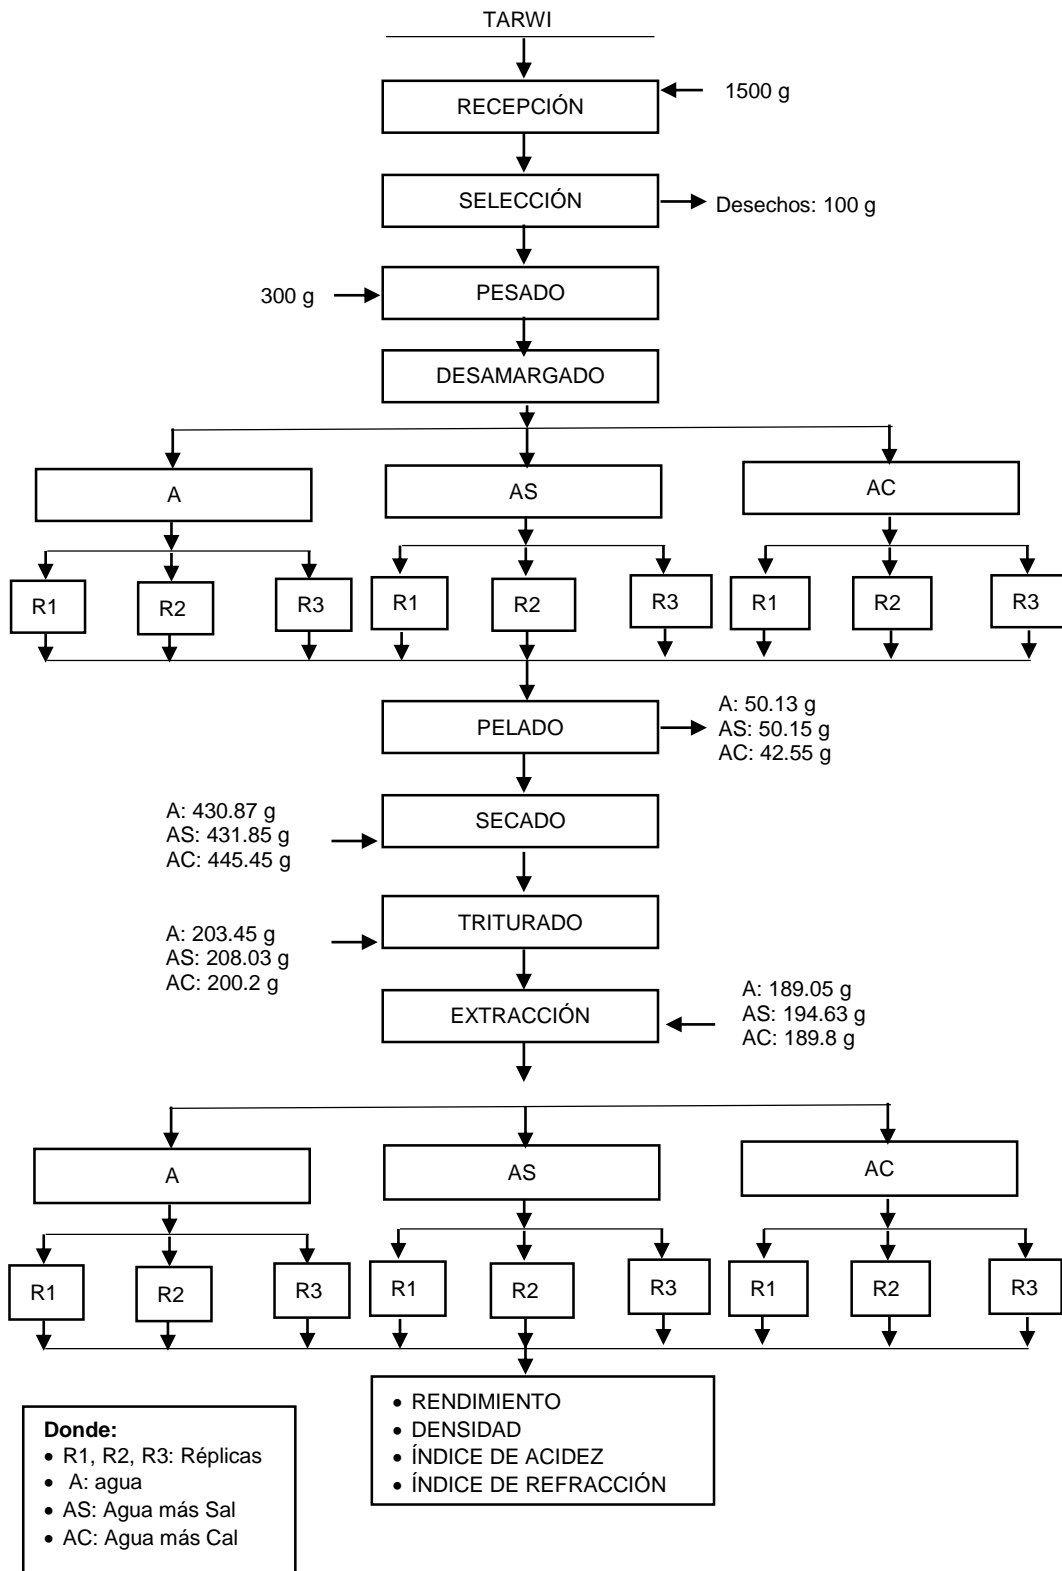 TARWI
RECEPCIÓN
1500 g
SELECCIÓN
Desechos: 100 g
300 g
PESADO
DESAMARGADO
A
AS
AC
R1
R2
R3
R1
R2
R3
R1
R2
R3
PELADO
A: 50.13 g
AS: 50.15 g
AC: 42.55 g
A: 430.87 g
AS: 431.85 g
AC: 445.45 g
SECADO
A: 203.45 g
AS: 208.03 g
AC: 200.2 g
TRITURADO
EXTRACCIÓN
A: 189.05 g
AS: 194.63 g
AC: 189.8 g
A
AS
AC
R1
R2
R3
R1
R2
R3
R1
R2
R3
• RENDIMIENTO
• DENSIDAD
• ÍNDICE DE ACIDEZ
• ÍNDICE DE REFRACCIÓN
Donde:
• R1, R2, R3: Réplicas
• A: agua
• AS: Agua más Sal
• AC: Agua más Cal